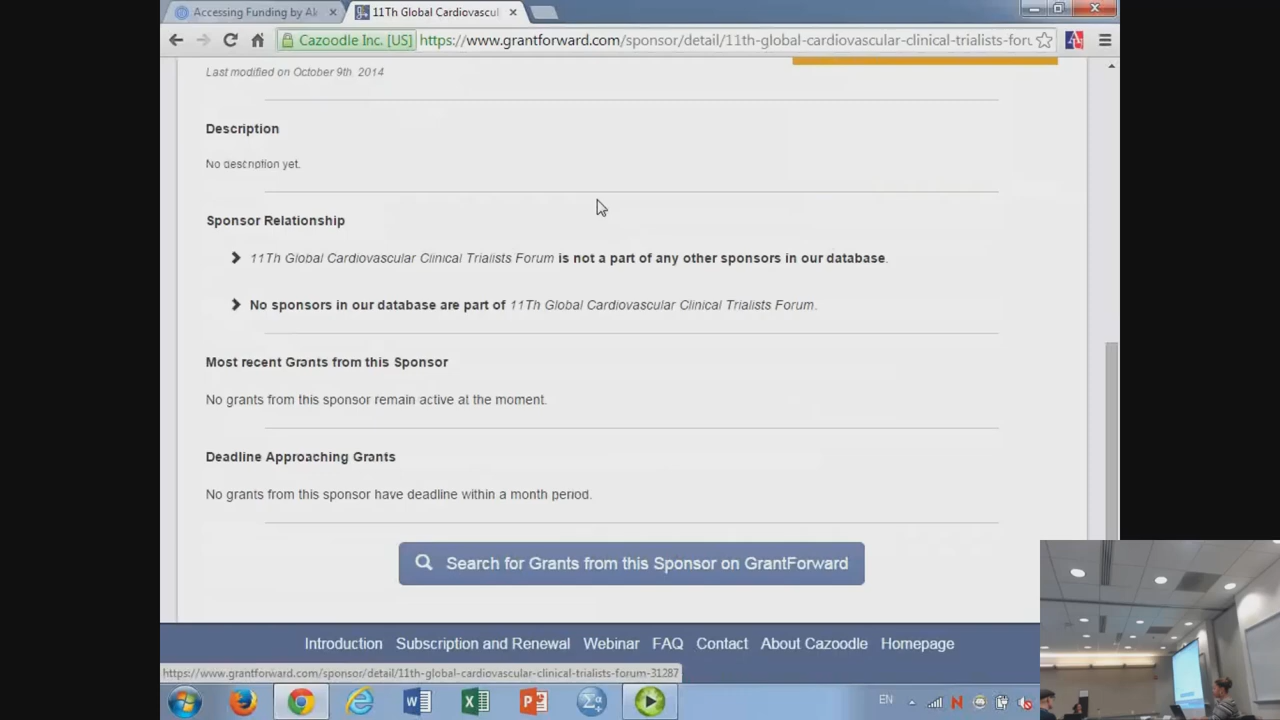 Accessing Funding by Al
11Th Global Cardiovascul
Cazoodle Inc. [US]
https://www.grantforward.com/sponsor/detail/11th-global-cardiovascular-clinical-trialists-foru
Last modified on October 9th, 2014
Description
No description yet.
Sponsor Relationship
11Th Global Cardiovascular Clinical Trialists Forum is not a part of any other sponsors in our database.
No sponsors in our database are part of 11Th Global Cardiovascular Clinical Trialists Forum.
Most recent Grants from this Sponsor
No grants from this sponsor remain active at the moment.
Deadline Approaching Grants
No grants from this sponsor have deadline within a month period.
Search for Grants from this Sponsor on GrantForward
Introduction Subscription and Renewal Webinar FAQ Contact About Cazoodle Homepage
https://www.grantforward.com/sponsor/detail/11th-global-cardiovascular-clinical-trialists-forum-31287
EN